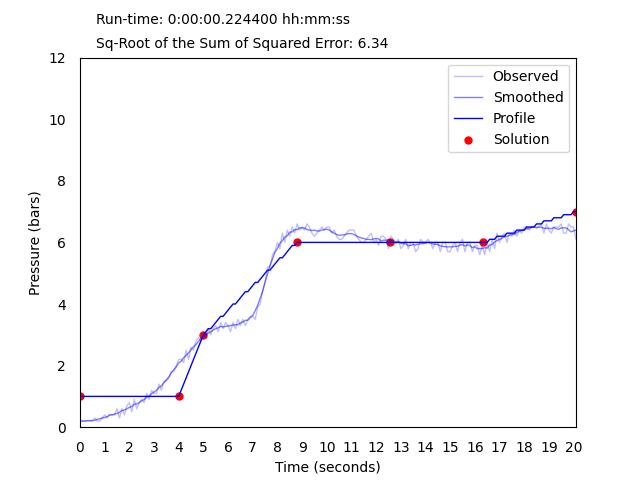 Run-time: 0:00:00.224400 hh:mm:ss
Sq-Root of the Sum of Squared Error: 6.34
12
10
8
6
4
2
0
Pressure (bars)
Observed
Smoothed
Profile
Solution
0 1 2 3 4 5 6 7 8 9 10 11 12 13 14 15 16 17 18 19 20
Time (seconds)